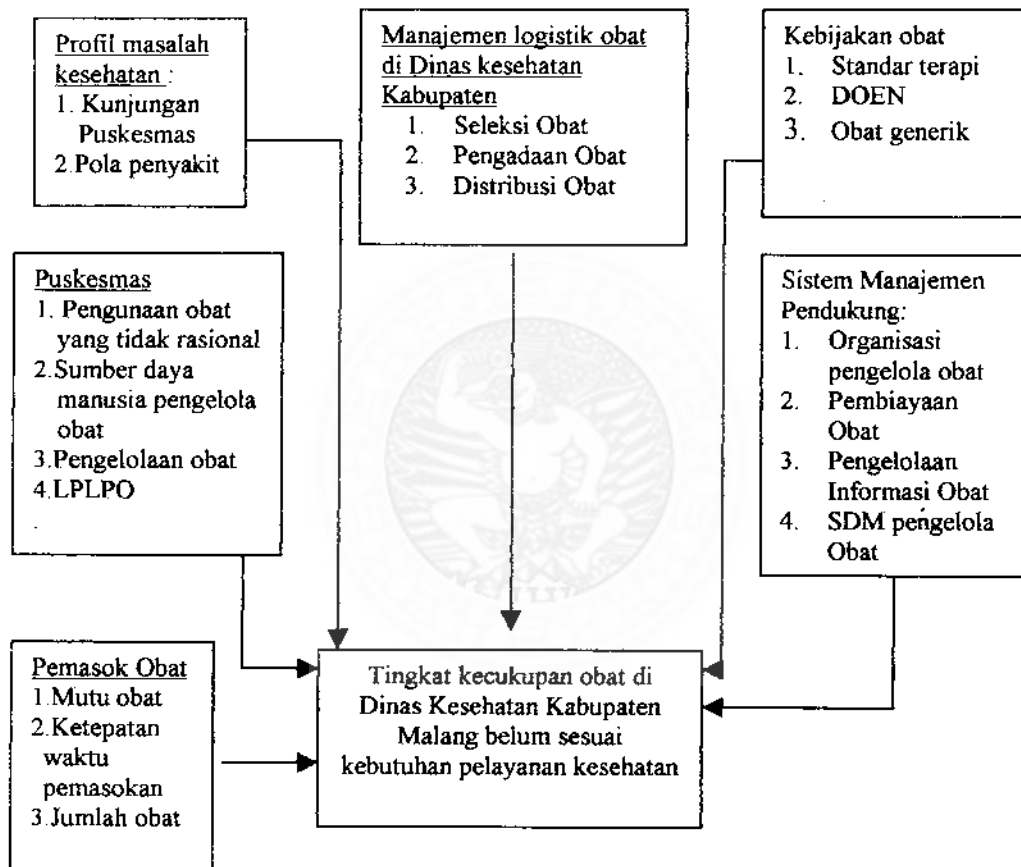 Profil masalah
kesehatan :
1. Kunjungan
Puskesmas
2.Pola penyakit
Manajemen logistik obat
di Dinas kesehatan
Kabupaten
1. Seleksi Obat
2. Pengadaan Obat
3. Distribusi Obat
Kebijakan obat
1. Standar terapi
2. DOEN
3. Obat generik
Puskesmas
1. Pengunaan obat
yang tidak rasional
2.Sumber daya
manusia pengelola
obat
3.Pengelolaan obat
4.LPLPO
.
Sistem Manajemen
Pendukung:
1. Organisasi
pengelola obat
2. Pembiayaan
Obat
3. Pengelolaan
Informasi Obat
4. SDM pengelola
Obat
Pemasok Obat
1.Mutu obat
2.Ketepatan
waktu
pemasokan
3.Jumlah obat
Tingkat kecukupan obat di
Dinas Kesehatan Kabupaten
Malang belum sesuai
kebutuhan pelayanan kesehatan